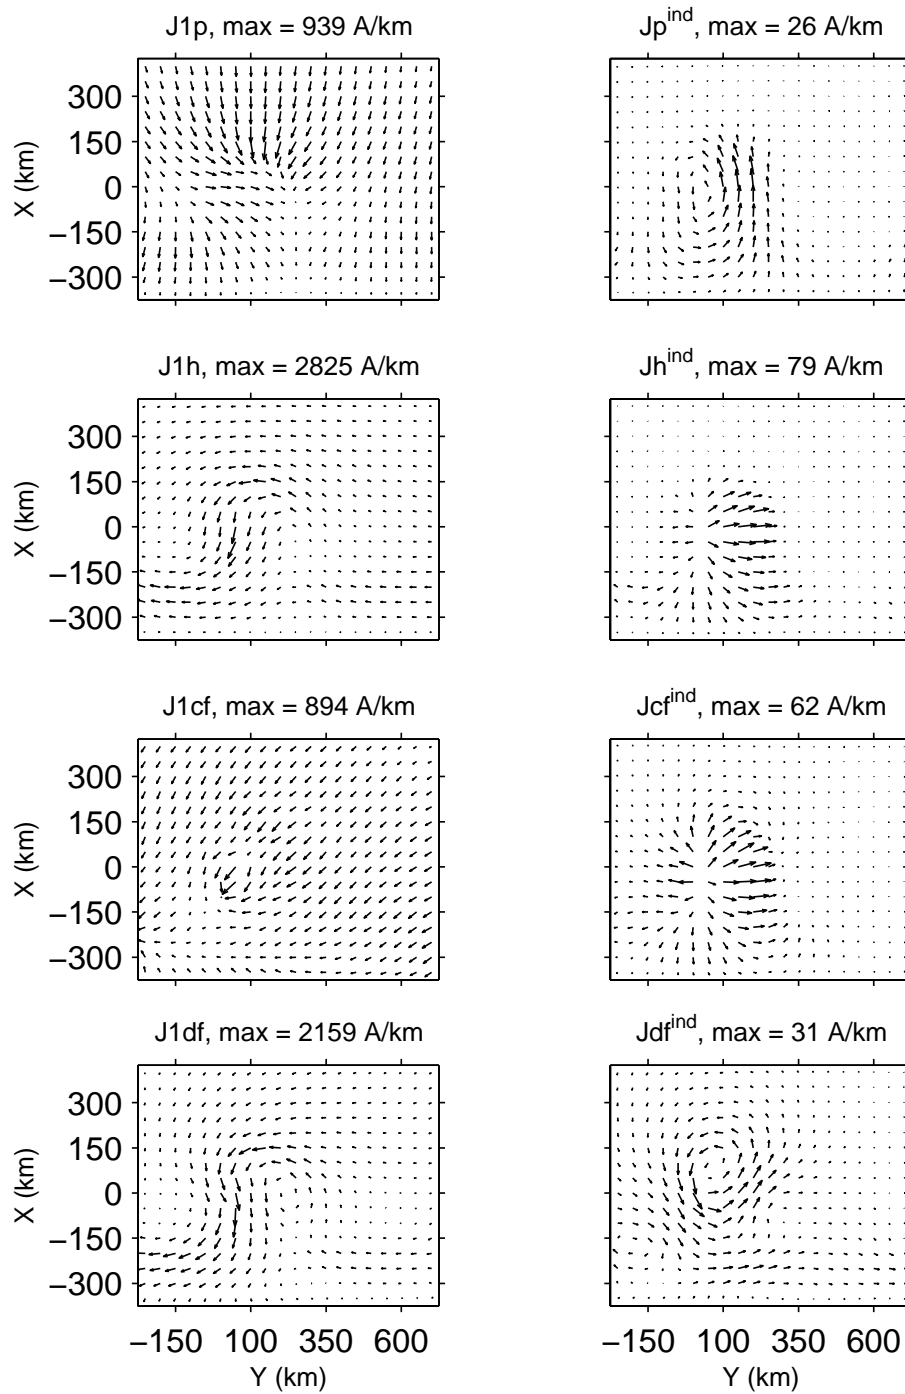 J1p, max = 939 A/km
Jp^ind, max = 26 A/km
300
150
0
−150
−300
X (km)
J1h, max = 2825 A/km
Jh^ind, max = 79 A/km
300
150
0
−150
−300
X (km)
J1cf, max = 894 A/km
Jcf^ind, max = 62 A/km
300
150
0
−150
−300
X (km)
J1df, max = 2159 A/km
Jdf^ind, max = 31 A/km
300
150
0
−150
−300
X (km)
−150 100 350 600
−150 100 350 600
Y (km)
Y (km)